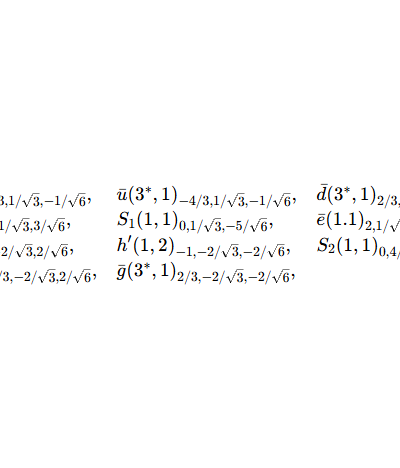 3,1/√3,−1/√6, ū(3*, 1)−4/3,1/√3,−1/√6, d̄(3*, 1)2/3,
1/√3,3/√6, S1(1, 1)0,1/√3,−5/√6, ē(1.1)2,1/√
2/√3,2/√6, h′(1, 2)−1,−2/√3,−2/√6, S2(1, 1)0,4/
/3,−2/√3,2/√6, ḡ(3*, 1)2/3,−2/√3,−2/√6,